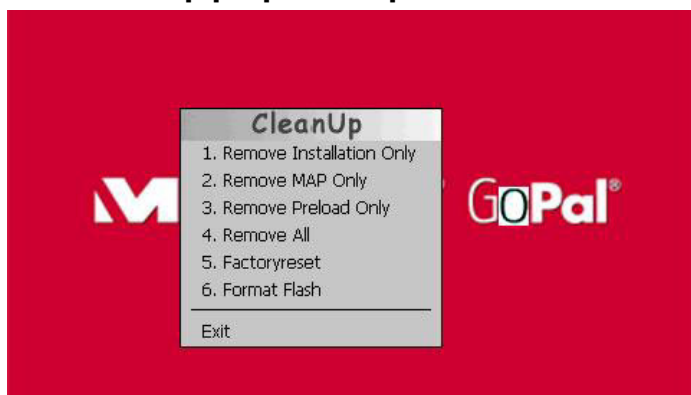 CleanUp
1. Remove Installation Only
2. Remove MAP Only
3. Remove Preload Only
4. Remove All
5. Factoryreset
6. Format Flash
Exit
GoPal®